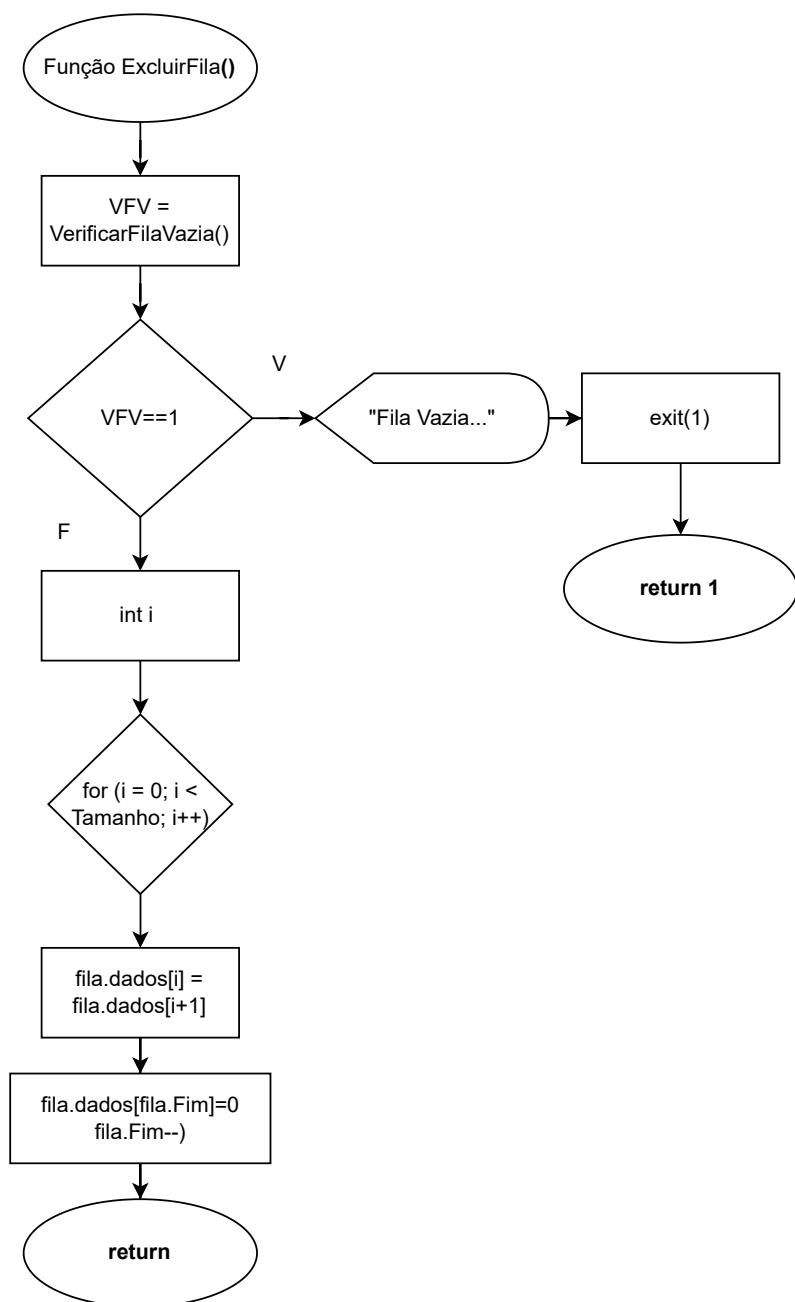 Função ExcluirFila()
VFV =
VerificarFilaVazia()
VFV==1
V
"Fila Vazia..."
exit(1)
return 1
F
int i
for (i = 0; i <
Tamanho; i++)
fila.dados[i] =
fila.dados[i+1]
fila.dados[fila.Fim]=0
fila.Fim--)
return